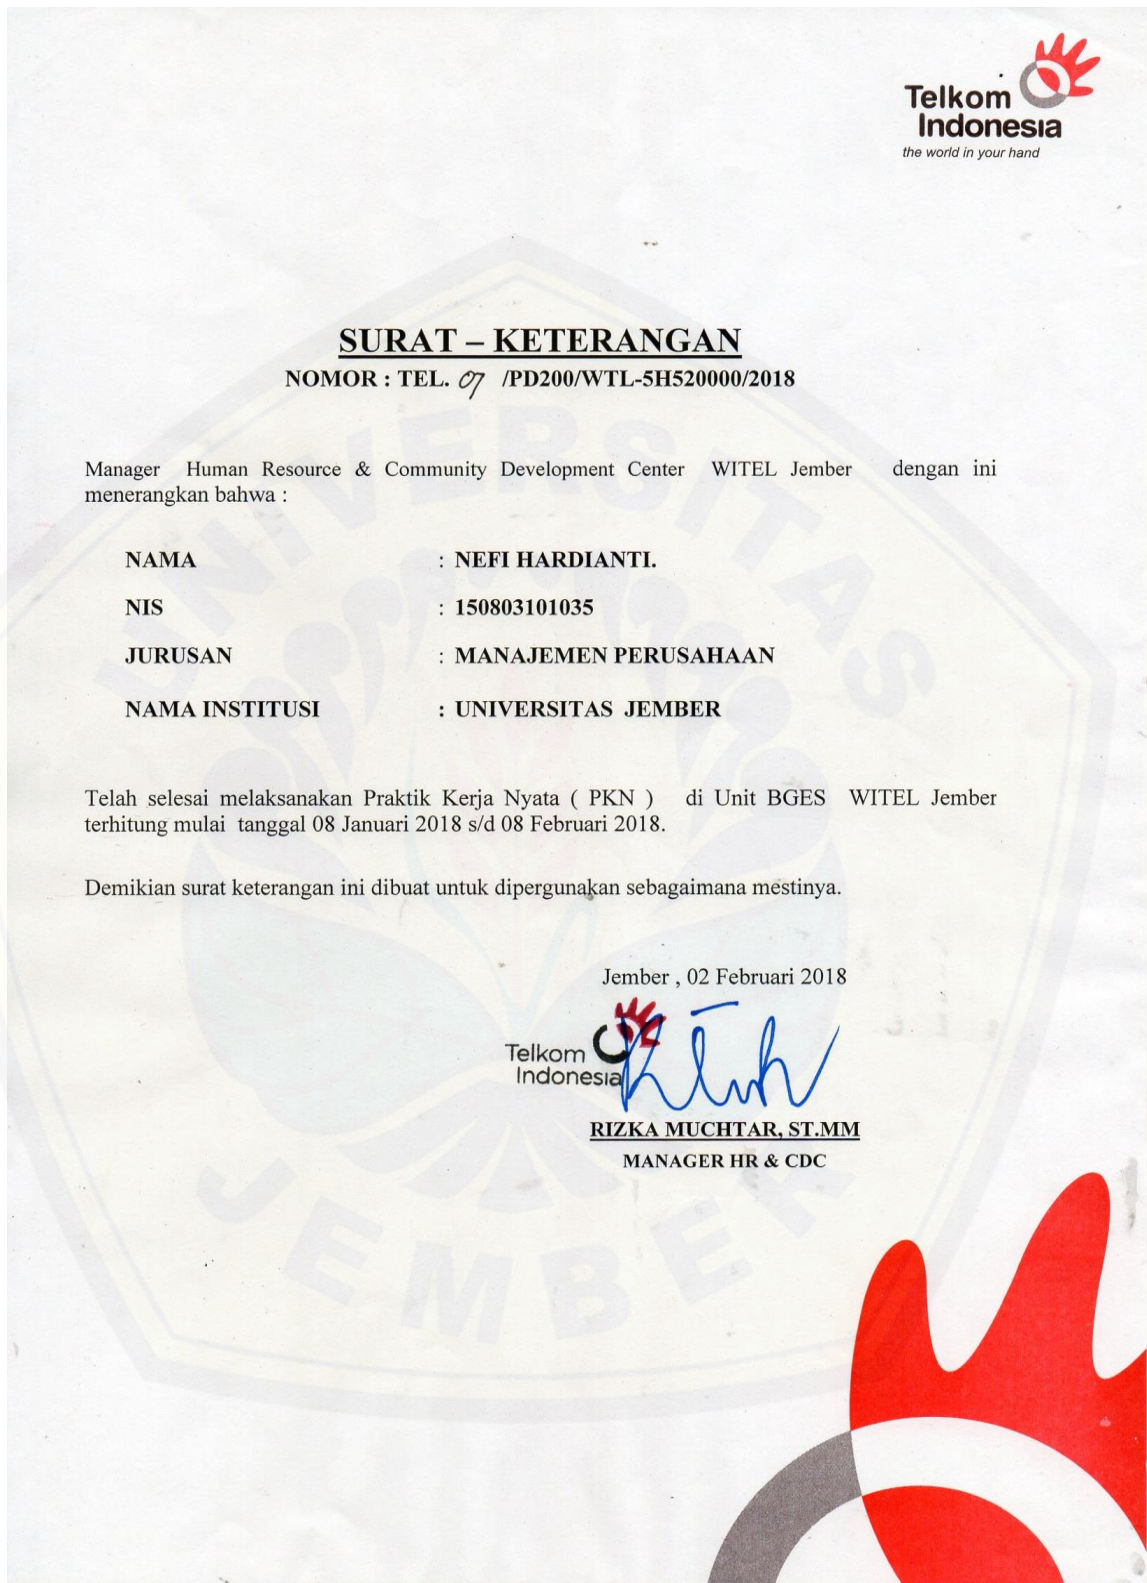 Telkom
Indonesia
the world in your hand
SURAT – KETERANGAN
NOMOR : TEL. 07 /PD200/WTL-5H520000/2018
Manager Human Resource & Community Development Center WITEL Jember dengan ini
menerangkan bahwa :
NAMA : NEFI HARDIANTI.
NIS : 150803101035
JURUSAN : MANAJEMEN PERUSAHAAN
NAMA INSTITUSI : UNIVERSITAS JEMBER
Telah selesai melaksanakan Praktik Kerja Nyata ( PKN ) di Unit BGES WITEL Jember
terhitung mulai tanggal 08 Januari 2018 s/d 08 Februari 2018.
Demikian surat keterangan ini dibuat untuk dipergunakan sebagaimana mestinya.
Jember , 02 Februari 2018
Telkom
Indonesia
RIZKA MUCHTAR, ST.MM
MANAGER HR & CDC
UNIVERSITAS
JEMBER